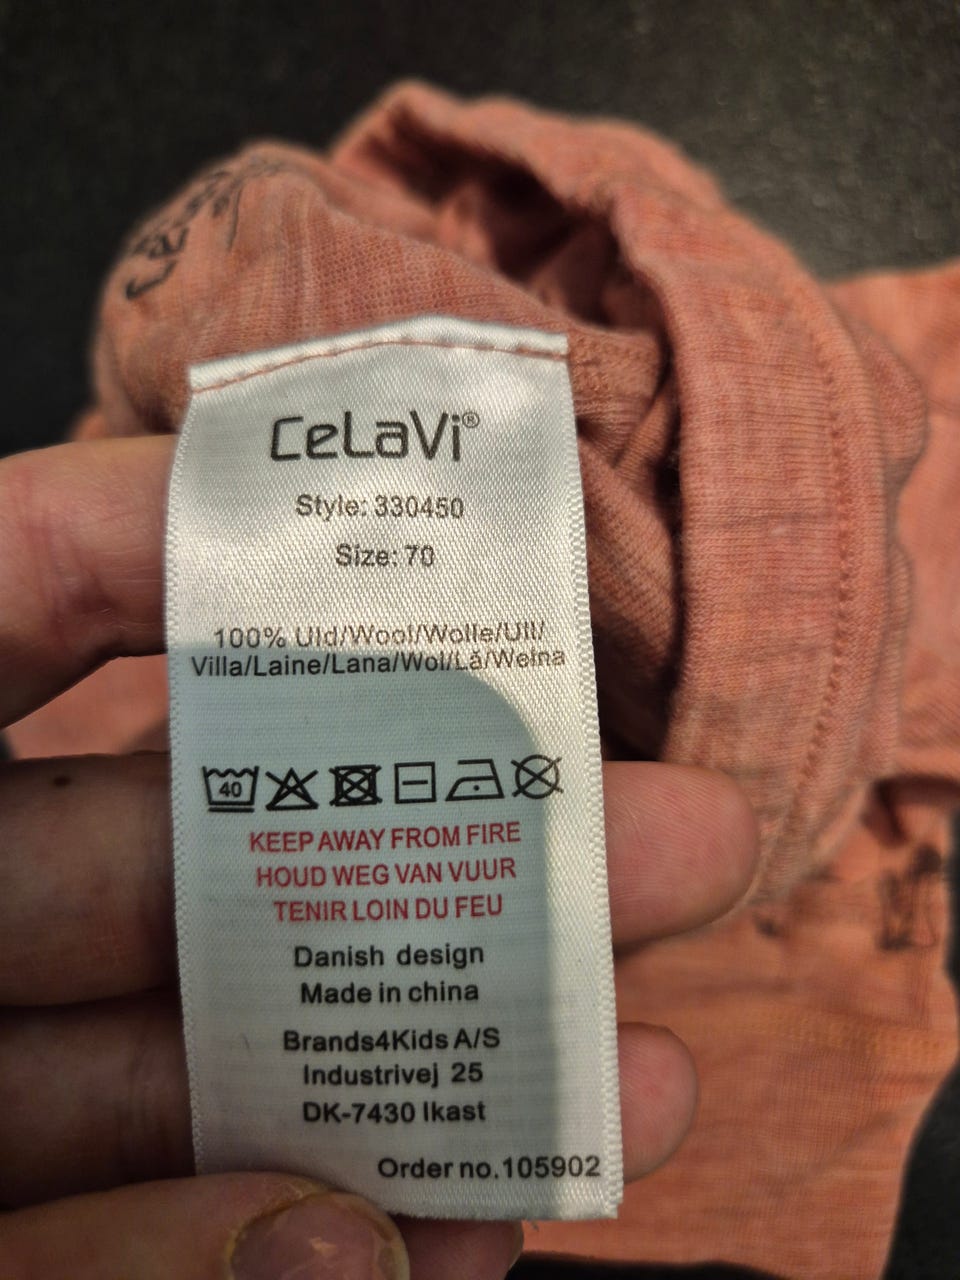 CeLaVi®
Style: 330450
Size: 70
100% Uld/Wool/Wolle/Ull/
Villa/Laine/Lana/Wol/Lã/Welna
40
KEEP AWAY FROM FIRE
HOUD WEG VAN VUUR
TENIR LOIN DU FEU
Danish design
Made in china
Brands4Kids A/S
Industrivej 25
DK-7430 Ikast
Order no.105902